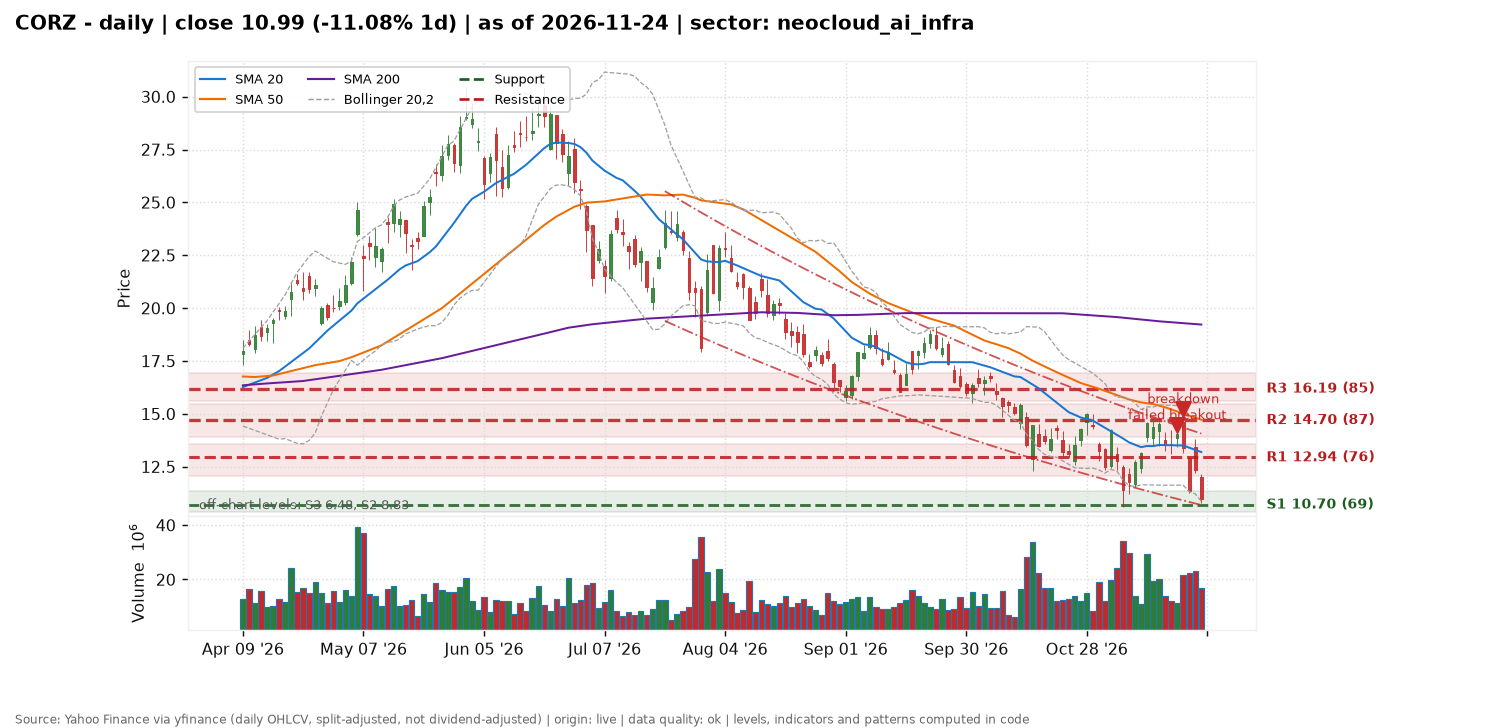 CORZ - daily | close 10.99 (-11.08% 1d) | as of 2026-11-24 | sector: neocloud_ai_infra
SMA 20
SMA 50
SMA 200
Bollinger 20,2
Support
Resistance
Price
30.0
27.5
25.0
22.5
20.0
17.5
15.0
12.5
R3 16.19 (85)
breakdown
failed breakout
R2 14.70 (87)
R1 12.94 (76)
S1 10.70 (69)
off-chart levels: S3 6.48, S2 8.83
Volume 10⁶
40
20
Apr 09 '26
May 07 '26
Jun 05 '26
Jul 07 '26
Aug 04 '26
Sep 01 '26
Sep 30 '26
Oct 28 '26
Source: Yahoo Finance via yfinance (daily OHLCV, split-adjusted, not dividend-adjusted) | origin: live | data quality: ok | levels, indicators and patterns computed in code